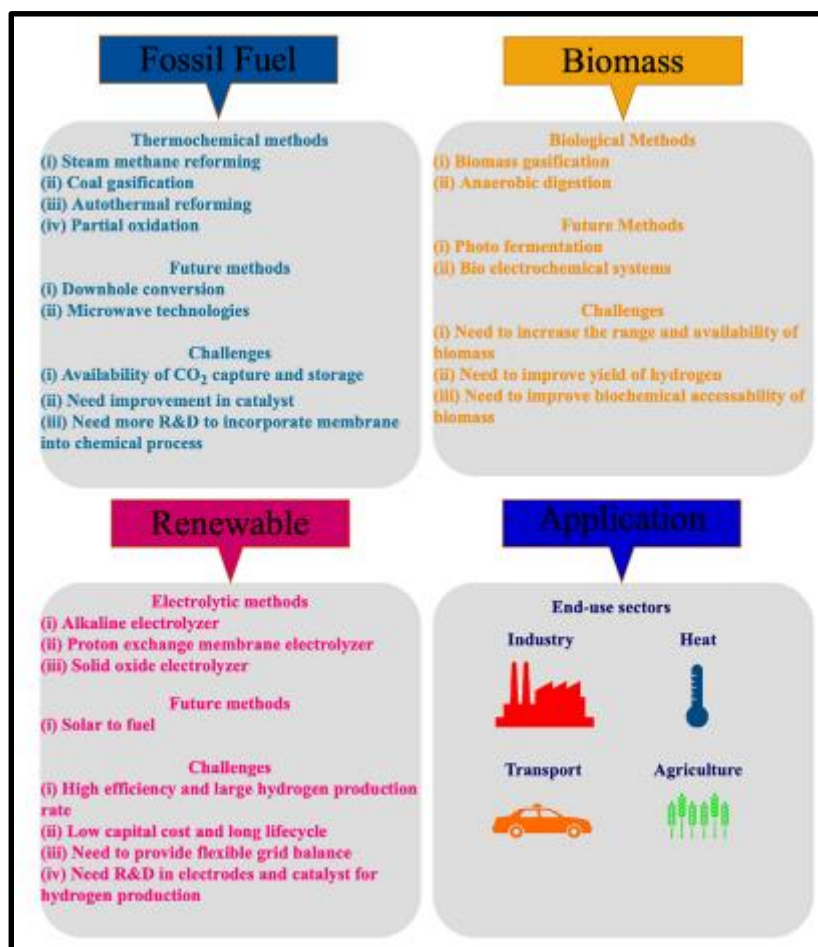 Fossil Fuel
Thermochemical methods
(i) Steam methane reforming
(ii) Coal gasification
(iii) Autothermal reforming
(iv) Partial oxidation
Future methods
(i) Downhole conversion
(ii) Microwave technologies
Challenges
(i) Availability of CO₂ capture and storage
(ii) Need improvement in catalyst
(iii) Need more R&D to incorporate membrane
into chemical process
Biomass
Biological Methods
(i) Biomass gasification
(ii) Anaerobic digestion
Future Methods
(i) Photo fermentation
(ii) Bio electrochemical systems
Challenges
(i) Need to increase the range and availability of
biomass
(ii) Need to improve yield of hydrogen
(iii) Need to improve biochemical accessability of
biomass
Renewable
Electrolytic methods
(i) Alkaline electrolyzer
(ii) Proton exchange membrane electrolyzer
(iii) Solid oxide electrolyzer
Future methods
(i) Solar to fuel
Challenges
(i) High efficiency and large hydrogen production
rate
(ii) Low capital cost and long lifecycle
(iii) Need to provide flexible grid balance
(iv) Need R&D in electrodes and catalyst for
hydrogen production
Application
End-use sectors
Industry
Heat
Transport
Agriculture